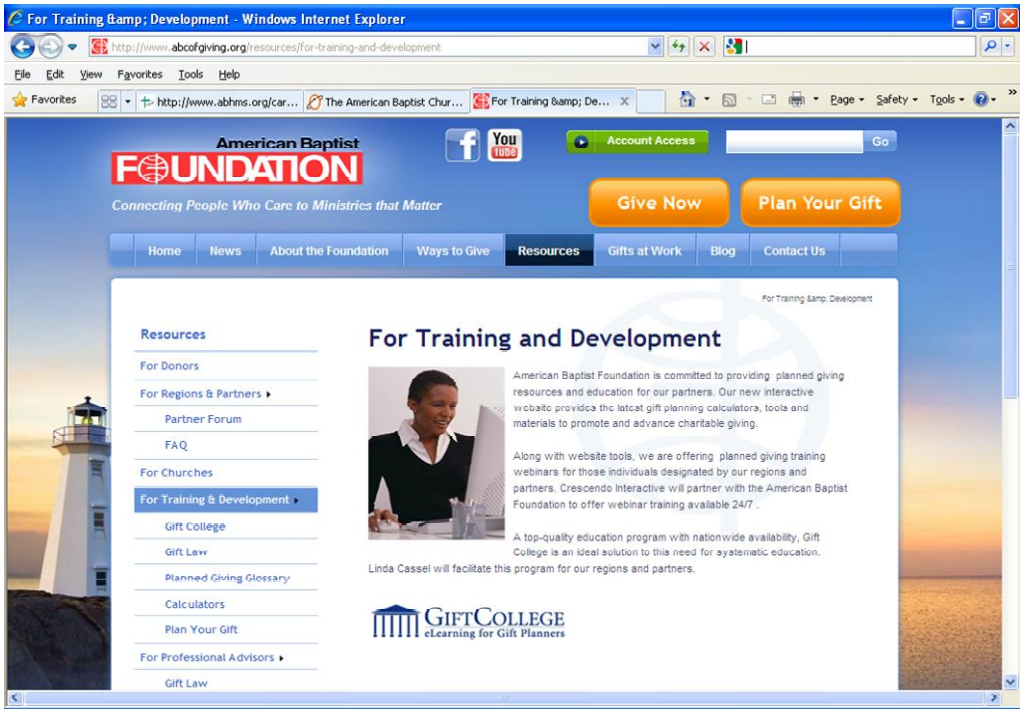 For Training &amp; Development - Windows Internet Explorer
http://www.abcofgiving.org/resources/for-training-and-development
File Edit View Favorites Tools Help
Favorites http://www.abhms.org/car... The American Baptist Chur... For Training &amp; De... X Page Safety Tools
American Baptist
FOUNDATION
Connecting People Who Care to Ministries that Matter
f You Tube
Account Access
Go
Give Now
Plan Your Gift
Home News About the Foundation Ways to Give Resources Gifts at Work Blog Contact Us
For Training &amp; Development
Resources
For Donors
For Regions & Partners
Partner Forum
FAQ
For Churches
For Training & Development
Gift College
Gift Law
Planned Giving Glossary
Calculators
Plan Your Gift
For Professional Advisors
Gift Law
For Training and Development
American Baptist Foundation is committed to providing planned giving
resources and education for our partners. Our new interactive
website provides the latest gift planning calculators, tools and
materials to promote and advance charitable giving.
Along with website tools, we are offering planned giving training
webinars for those individuals designated by our regions and
partners. Crescendo Interactive will partner with the American Baptist
Foundation to offer webinar training available 24/7 .
A top-quality education program with nationwide availability, Gift
College is an ideal solution to this need for systematic education.
Linda Cassel will facilitate this program for our regions and partners.
GIFTCOLLEGE
eLearning for Gift Planners